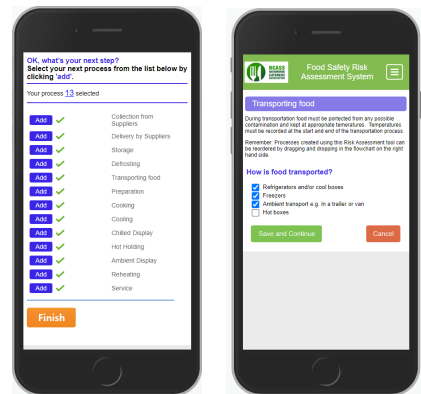 OK, what's your next step?
Select your next process from the list below by
clicking 'add'.
Your process 13 selected
Add Collection from Suppliers
Add Delivery by Suppliers
Add Storage
Add Defrosting
Add Transporting food
Add Preparation
Add Cooking
Add Cooling
Add Chilled Display
Add Hot Holding
Add Ambient Display
Add Reheating
Add Service
Finish
NCASS
NATIONWIDE
CATERERS
ASSOCIATION
Food Safety Risk
Assessment System
Transporting food
During transportation food must be pertected from any possible
contamination and kept at appropriate temeratures. Temperatures
must be recorded at the start and end of the transportation process.
Remember: Processes created using this Risk Assessment tool can
be reordered by dragging and dropping in the flowchart on the right
hand side.
How is food transported?
Refrigerators and/or cool boxes
Freezers
Ambient transport e.g. in a trailer or van
Hot boxes
Save and Continue
Cancel